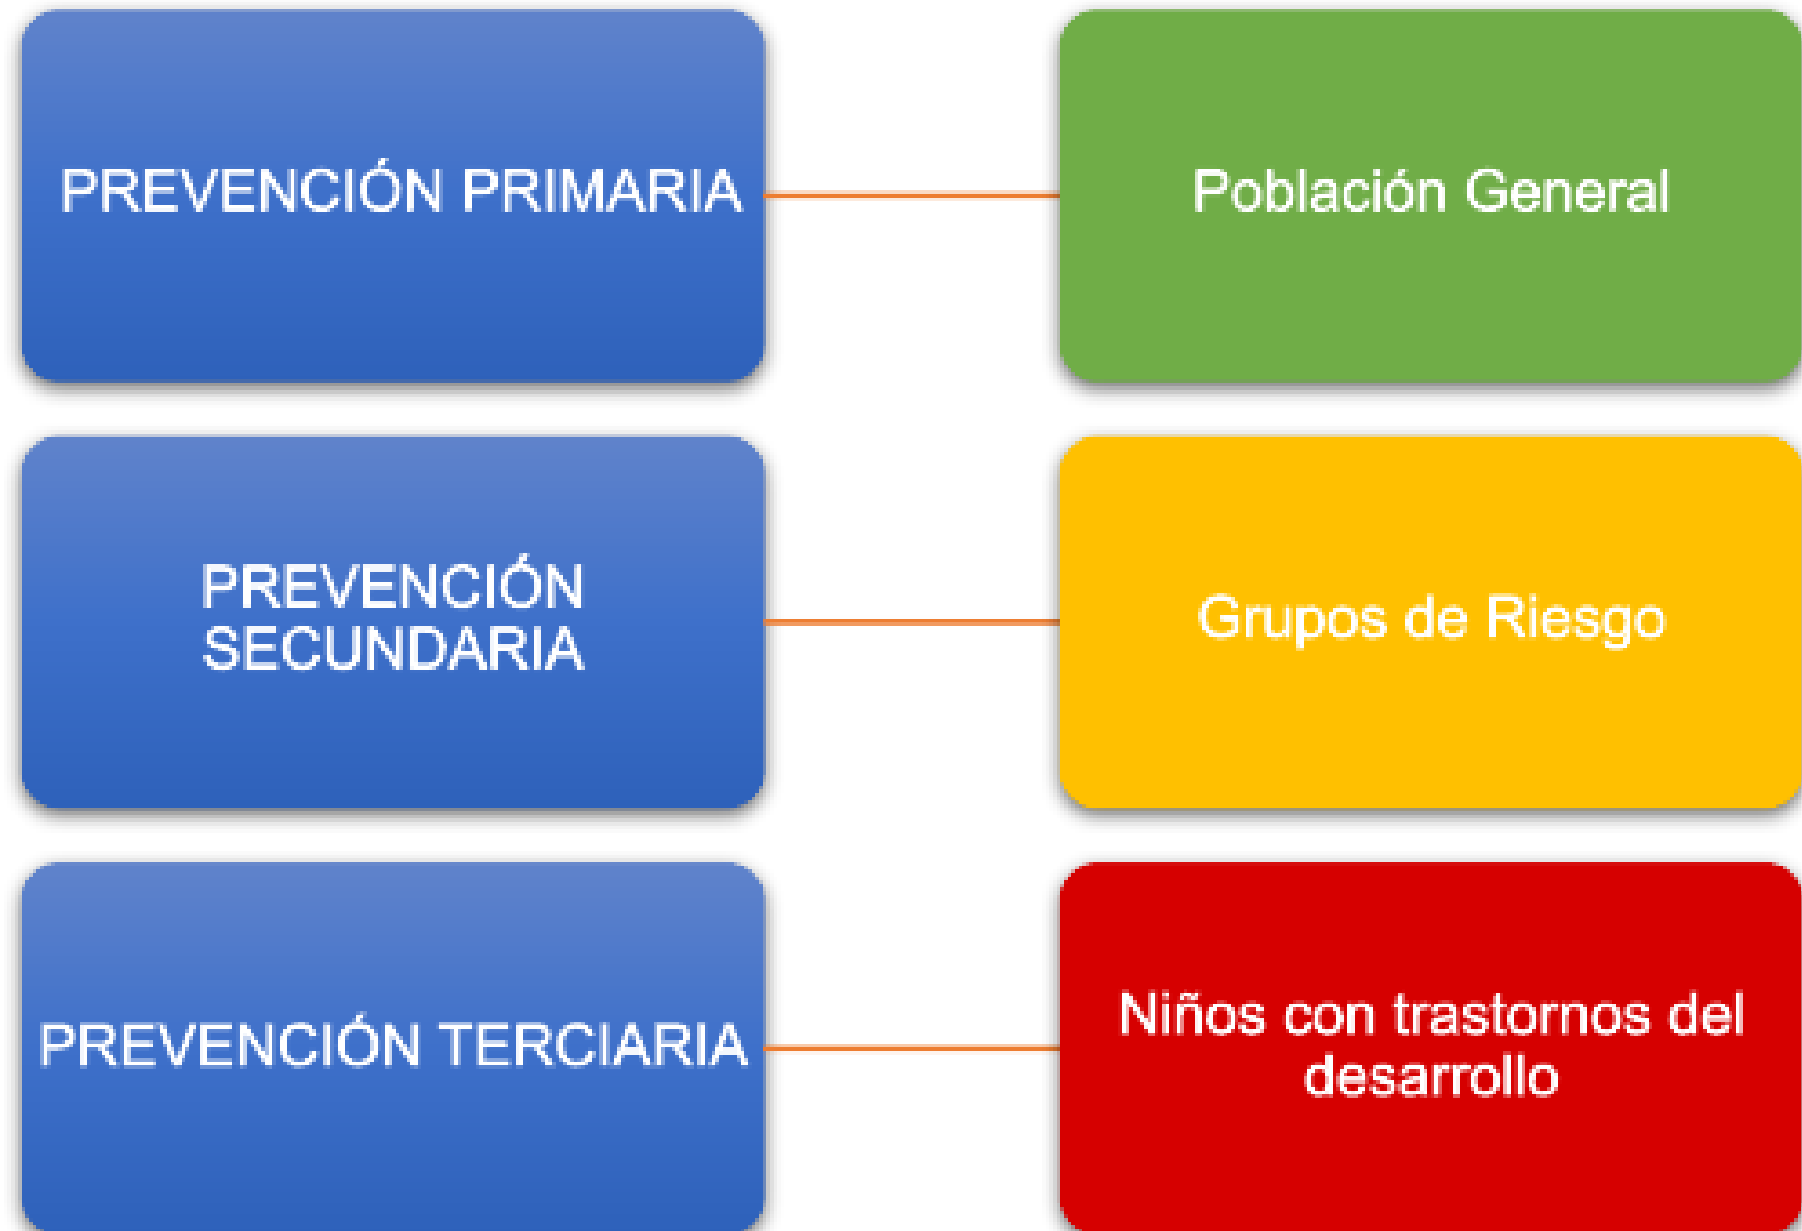 PREVENCIÓN PRIMARIA
Población General
PREVENCIÓN
SECUNDARIA
Grupos de Riesgo
PREVENCIÓN TERCIARIA
Niños con trastornos del
desarrollo